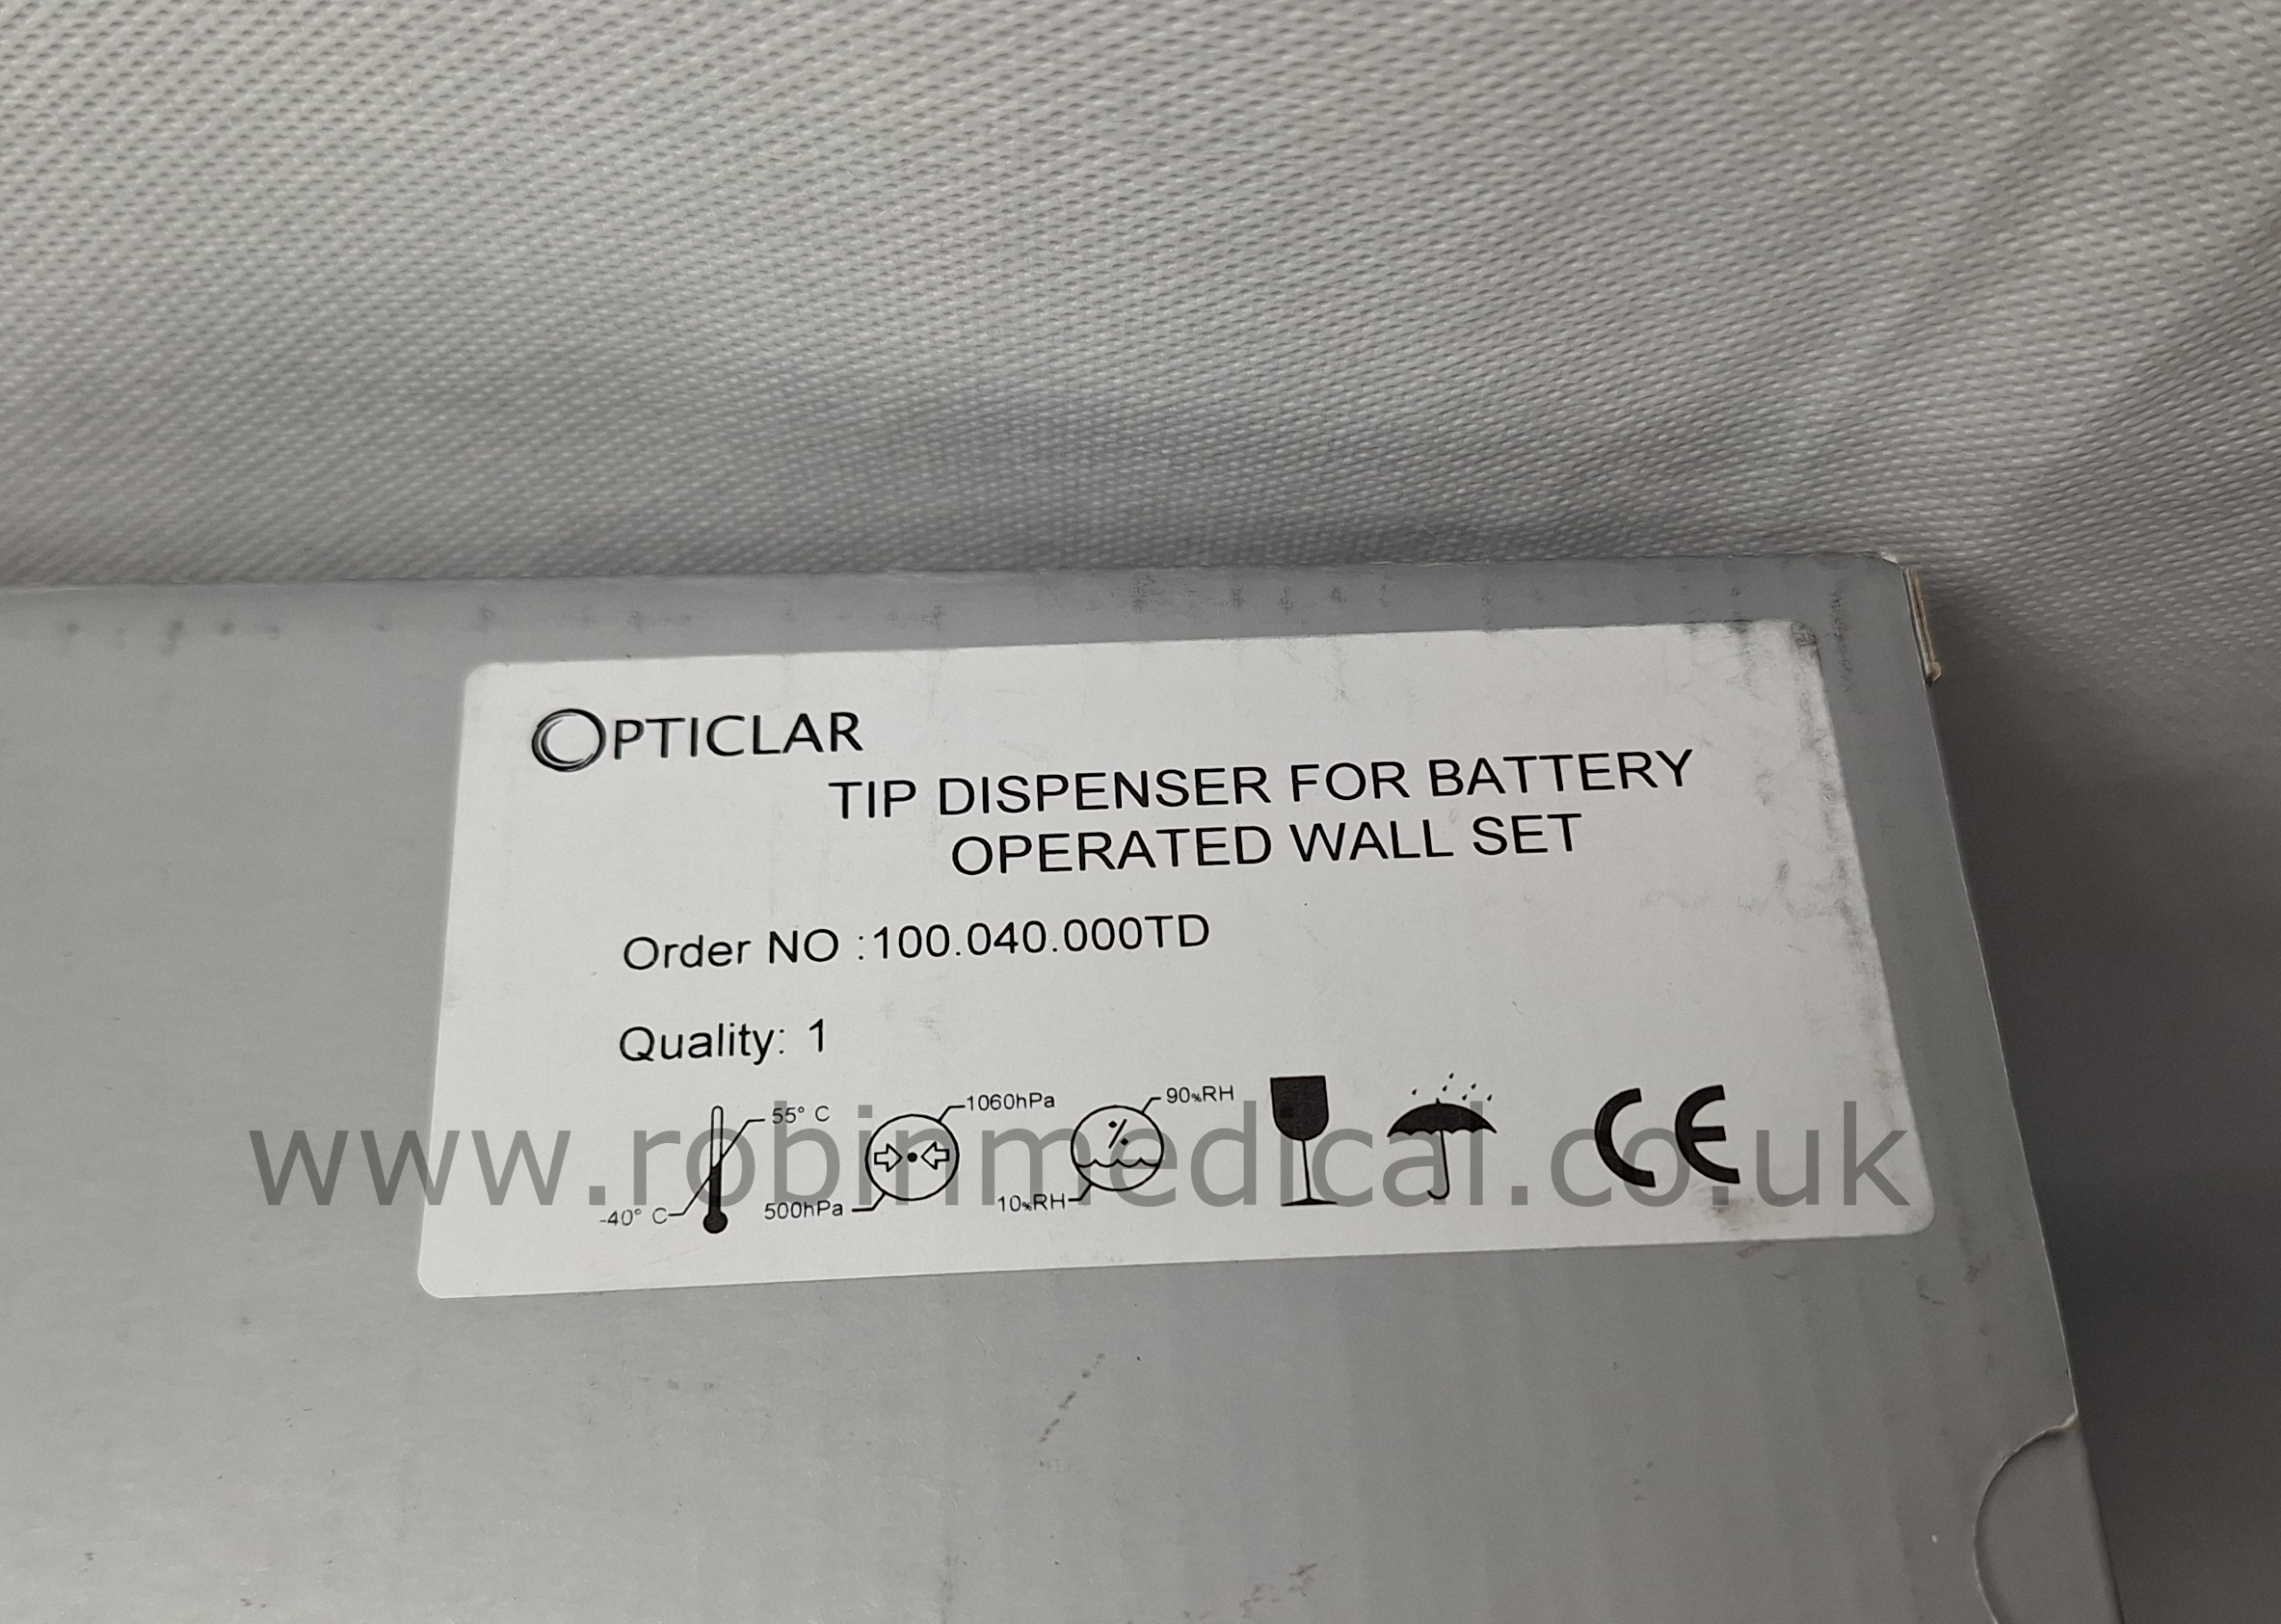 OPTICLAR
TIP DISPENSER FOR BATTERY
OPERATED WALL SET
Order NO :100.040.000TD
Quality: 1
55° C
-40° C
1060hPa
500hPa
%
90%RH
10%RH
CE
www.robinmedical.co.uk